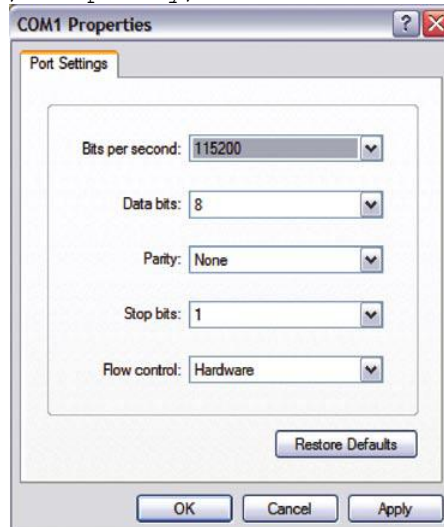 COM1 Properties
Port Settings
Bits per second: 115200
Data bits: 8
Parity: None
Stop bits: 1
Flow control: Hardware
Restore Defaults
OK Cancel Apply